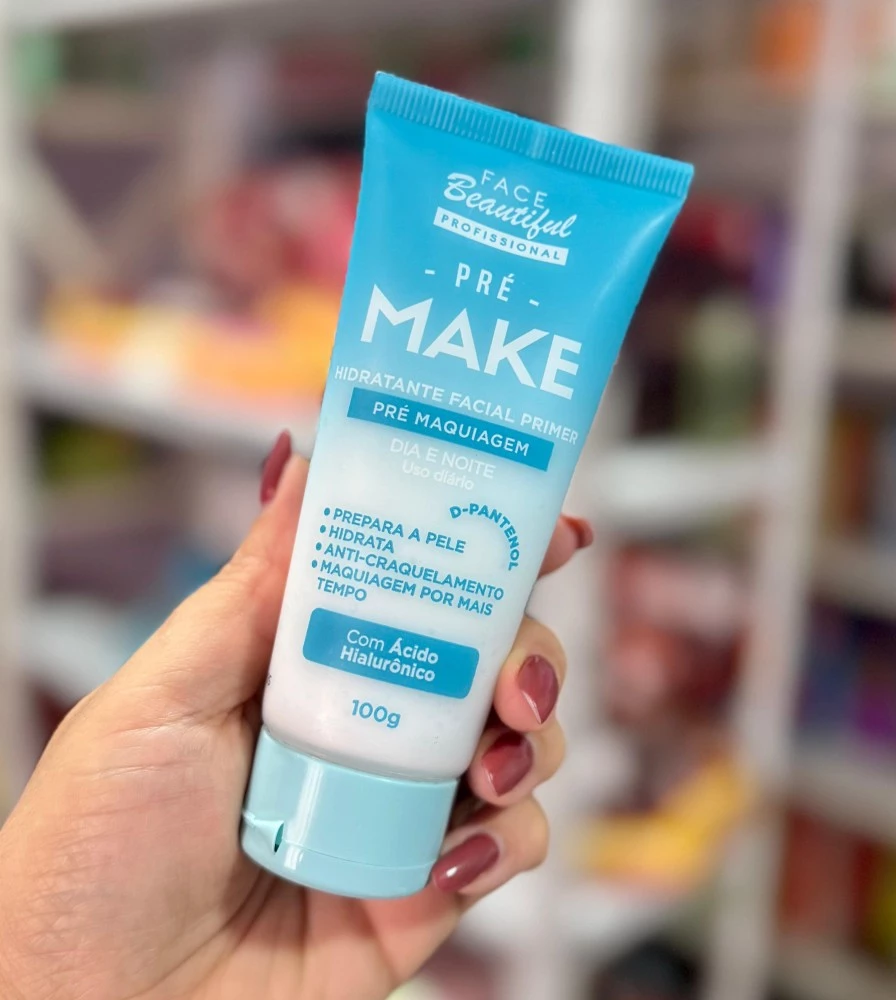 FACE
Beautiful
PROFISSIONAL
- PRÉ -
MAKE
HIDRATANTE FACIAL PRIMER
PRÉ MAQUIAGEM
DIA E NOITE
Uso diário
D-PANTENOL
• PREPARA A PELE
• HIDRATA
• ANTI-CRAQUELAMENTO
• MAQUIAGEM POR MAIS
TEMPO
Com Ácido
Hialurônico
100g